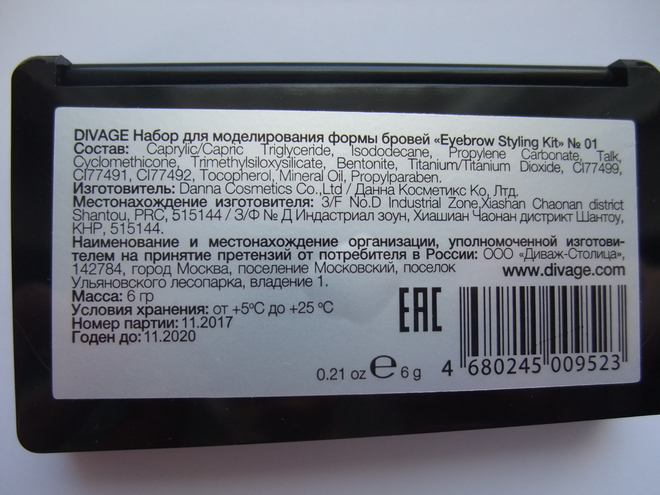 DIVAGE Набор для моделирования формы бровей «Eyebrow Styling Kit» № 01
Состав: Caprylic/Capric Triglyceride, Isododecane, Propylene Carbonate, Talk,
Cyclomethicone, Trimethylsiloxysilicate, Bentonite, Titanium/Titanium Dioxide, CI77499,
CI77491, CI77492, Tocopherol, Mineral Oil, Propylparaben.
Изготовитель: Danna Cosmetics Co.,Ltd / Данна Косметикс Ко, Лтд.
Местонахождение изготовителя: 3/F No.D Industrial Zone,Xiashan Chaonan district
Shantou, PRC, 515144 / 3/Ф № Д Индастриал зоун, Хиашиан Чаонан дистрикт Шантоу,
КНР, 515144.
Наименование и местонахождение организации, уполномоченной изготови-
телем на принятие претензий от потребителя в России: ООО «Диваж-Столица»,
142784, город Москва, поселение Московский, поселок www.divage.com
Ульяновского лесопарка, владение 1.
Масса: 6 гр
Условия хранения: от +5ºC до +25 ºC
Номер партии: 11.2017
Годен до: 11.2020
EAC
0.21 oz e 6 g
4 680245 009523